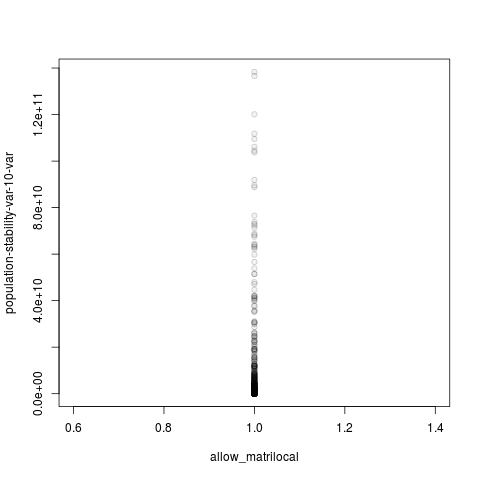 population-stability-var-10-var
1.2e+11
8.0e+10
4.0e+10
0.0e+00
0.6
0.8
1.0
1.2
1.4
allow_matrilocal